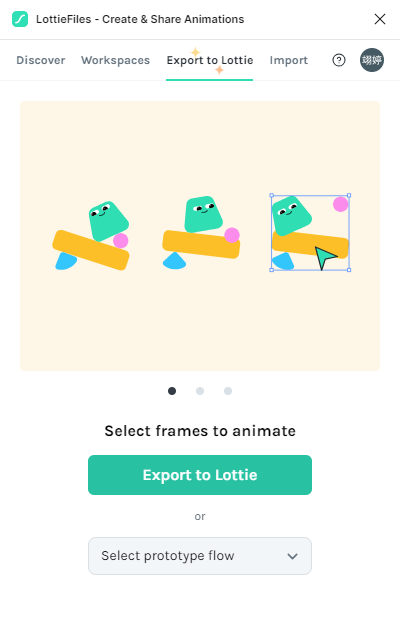 LottieFiles - Create & Share Animations
Discover Workspaces Export to Lottie Import 翊婷
Select frames to animate
Export to Lottie
or
Select prototype flow